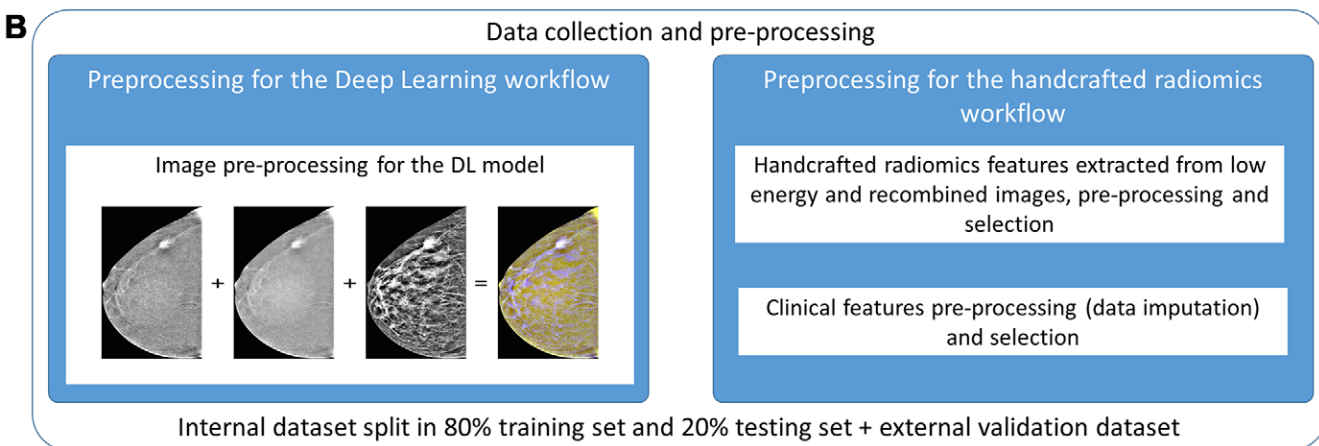 B
Data collection and pre-processing
Preprocessing for the Deep Learning workflow
Image pre-processing for the DL model
+ + =
Preprocessing for the handcrafted radiomics
workflow
Handcrafted radiomics features extracted from low
energy and recombined images, pre-processing and
selection
Clinical features pre-processing (data imputation)
and selection
Internal dataset split in 80% training set and 20% testing set + external validation dataset